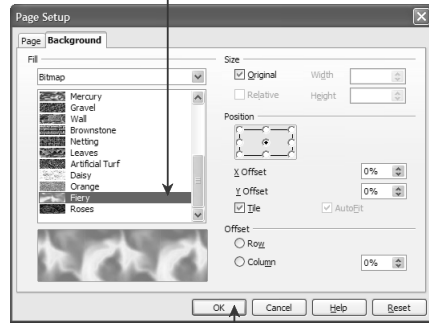 Page Setup
Page Background
Fill
Bitmap
Mercury
Gravel
Wall
Brownstone
Netting
Leaves
Artificial Turf
Daisy
Orange
Fiery
Roses
Size
Original Width
Relative Height
Position
X Offset 0%
Y Offset 0%
Tile AutoFit
Offset
Row
Column 0%
OK Cancel Help Reset